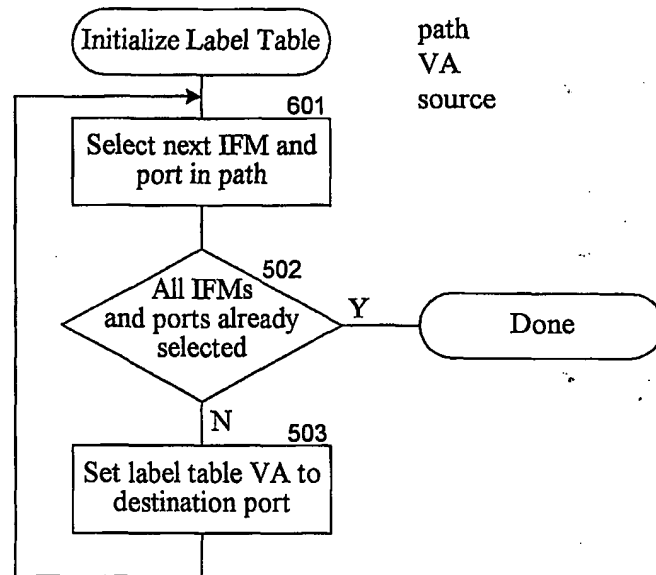 Initialize Label Table
path
VA
source
601
Select next IFM and
port in path
502
All IFMs
and ports already
selected
Y
Done
N
503
Set label table VA to
destination port